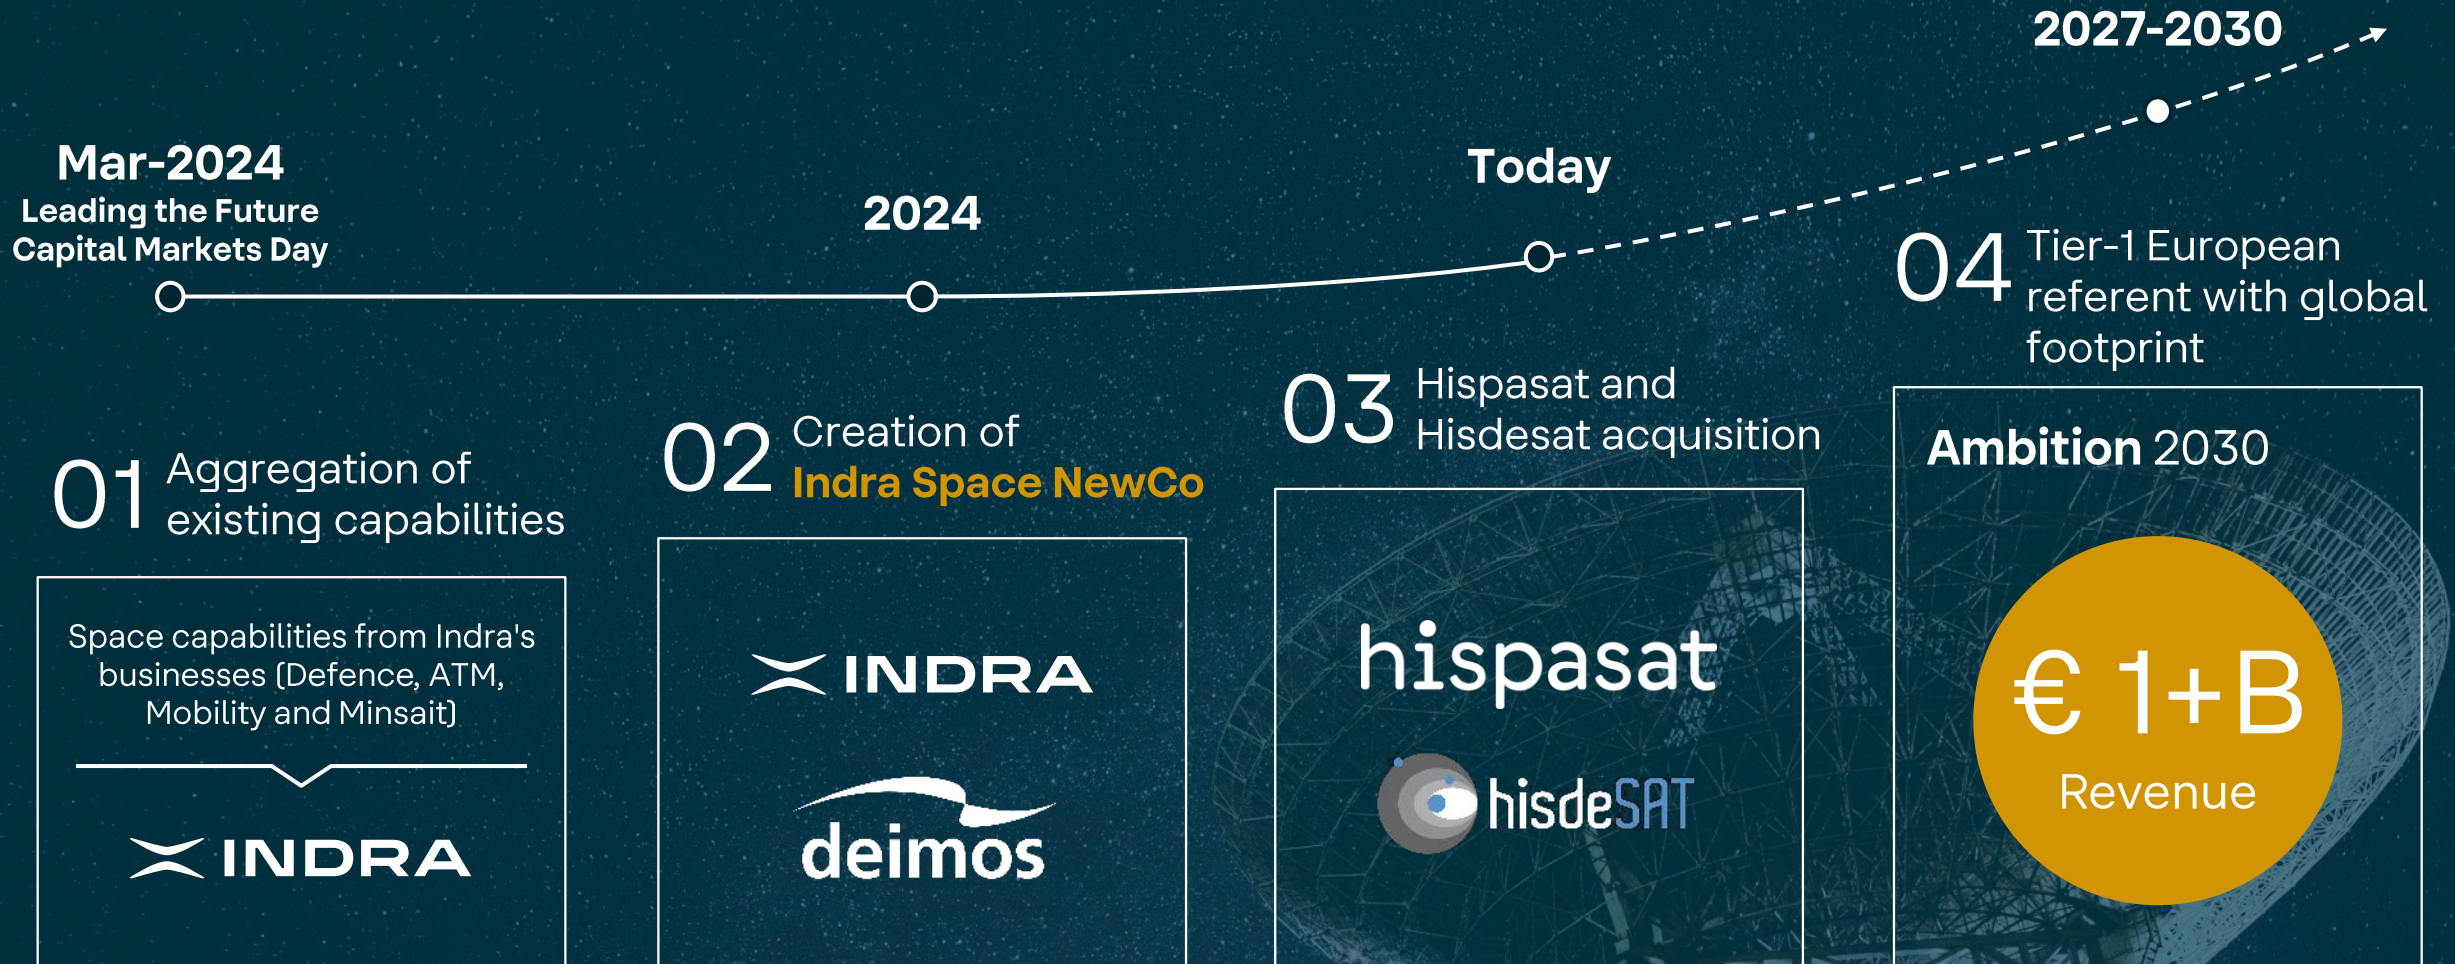 Mar-2024
Leading the Future
Capital Markets Day
2024
Today
2027-2030
01
Aggregation of
existing capabilities
Space capabilities from Indra's
businesses (Defence, ATM,
Mobility and Minsait)
INDRA
02
Creation of
Indra Space NewCo
INDRA
deimos
03
Hispasat and
Hisdesat acquisition
hispasat
hisdeSAT
04
Tier-1 European
referent with global
footprint
Ambition 2030
€ 1+B
Revenue